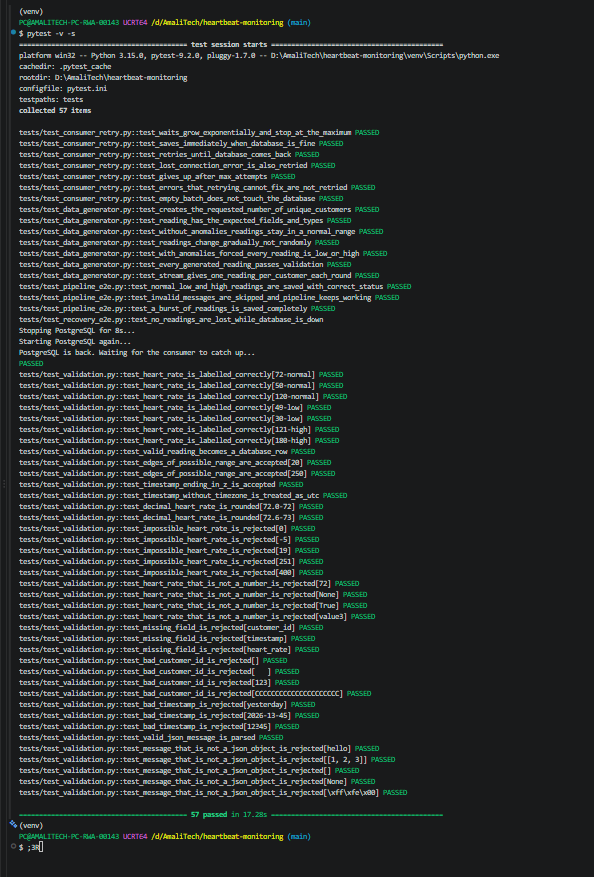 (venv)
PC@AMALITECH-PC-RWA-00143 UCRT64 /d/AmaliTech/heartbeat-monitoring (main)
$ pytest -v -s
======================================== test session starts ========================================
platform win32 -- Python 3.15.0, pytest-9.2.0, pluggy-1.7.0 -- D:\AmaliTech\heartbeat-monitoring\venv\Scripts\python.exe
cachedir: .pytest_cache
rootdir: D:\AmaliTech\heartbeat-monitoring
configfile: pytest.ini
testpaths: tests
collected 57 items
tests/test_consumer_retry.py::test_waits_grow_exponentially_and_stop_at_the_maximum PASSED
tests/test_consumer_retry.py::test_saves_immediately_when_database_is_fine PASSED
tests/test_consumer_retry.py::test_retries_until_database_comes_back PASSED
tests/test_consumer_retry.py::test_lost_connection_error_is_also_retried PASSED
tests/test_consumer_retry.py::test_gives_up_after_max_attempts PASSED
tests/test_consumer_retry.py::test_errors_that_retrying_cannot_fix_are_not_retried PASSED
tests/test_consumer_retry.py::test_empty_batch_does_not_touch_the_database PASSED
tests/test_data_generator.py::test_creates_the_requested_number_of_unique_customers PASSED
tests/test_data_generator.py::test_reading_has_the_expected_fields_and_types PASSED
tests/test_data_generator.py::test_without_anomalies_readings_stay_in_a_normal_range PASSED
tests/test_data_generator.py::test_readings_change_gradually_not_randomly PASSED
tests/test_data_generator.py::test_with_anomalies_forced_every_reading_is_low_or_high PASSED
tests/test_data_generator.py::test_every_generated_reading_passes_validation PASSED
tests/test_data_generator.py::test_stream_gives_one_reading_per_customer_each_round PASSED
tests/test_pipeline_e2e.py::test_normal_low_and_high_readings_are_saved_with_correct_status PASSED
tests/test_pipeline_e2e.py::test_invalid_messages_are_skipped_and_pipeline_keeps_working PASSED
tests/test_pipeline_e2e.py::test_a_burst_of_readings_is_saved_completely PASSED
tests/test_recovery_e2e.py::test_no_readings_are_lost_while_database_is_down
Stopping PostgreSQL for 8s...
Starting PostgreSQL again...
PostgreSQL is back. Waiting for the consumer to catch up...
PASSED
tests/test_validation.py::test_heart_rate_is_labelled_correctly[72-normal] PASSED
tests/test_validation.py::test_heart_rate_is_labelled_correctly[50-normal] PASSED
tests/test_validation.py::test_heart_rate_is_labelled_correctly[120-normal] PASSED
tests/test_validation.py::test_heart_rate_is_labelled_correctly[49-low] PASSED
tests/test_validation.py::test_heart_rate_is_labelled_correctly[30-low] PASSED
tests/test_validation.py::test_heart_rate_is_labelled_correctly[121-high] PASSED
tests/test_validation.py::test_heart_rate_is_labelled_correctly[180-high] PASSED
tests/test_validation.py::test_valid_reading_becomes_a_database_row PASSED
tests/test_validation.py::test_edges_of_possible_range_are_accepted[20] PASSED
tests/test_validation.py::test_edges_of_possible_range_are_accepted[250] PASSED
tests/test_validation.py::test_timestamp_ending_in_z_is_accepted PASSED
tests/test_validation.py::test_timestamp_without_timezone_is_treated_as_utc PASSED
tests/test_validation.py::test_decimal_heart_rate_is_rounded[72.0-72] PASSED
tests/test_validation.py::test_decimal_heart_rate_is_rounded[72.6-73] PASSED
tests/test_validation.py::test_impossible_heart_rate_is_rejected[0] PASSED
tests/test_validation.py::test_impossible_heart_rate_is_rejected[-5] PASSED
tests/test_validation.py::test_impossible_heart_rate_is_rejected[19] PASSED
tests/test_validation.py::test_impossible_heart_rate_is_rejected[251] PASSED
tests/test_validation.py::test_impossible_heart_rate_is_rejected[400] PASSED
tests/test_validation.py::test_heart_rate_that_is_not_a_number_is_rejected[72] PASSED
tests/test_validation.py::test_heart_rate_that_is_not_a_number_is_rejected[None] PASSED
tests/test_validation.py::test_heart_rate_that_is_not_a_number_is_rejected[True] PASSED
tests/test_validation.py::test_heart_rate_that_is_not_a_number_is_rejected[value3] PASSED
tests/test_validation.py::test_missing_field_is_rejected[customer_id] PASSED
tests/test_validation.py::test_missing_field_is_rejected[timestamp] PASSED
tests/test_validation.py::test_missing_field_is_rejected[heart_rate] PASSED
tests/test_validation.py::test_bad_customer_id_is_rejected[] PASSED
tests/test_validation.py::test_bad_customer_id_is_rejected[   ] PASSED
tests/test_validation.py::test_bad_customer_id_is_rejected[123] PASSED
tests/test_validation.py::test_bad_customer_id_is_rejected[CCCCCCCCCCCCCCCCCCCCC] PASSED
tests/test_validation.py::test_bad_timestamp_is_rejected[yesterday] PASSED
tests/test_validation.py::test_bad_timestamp_is_rejected[2026-13-45] PASSED
tests/test_validation.py::test_bad_timestamp_is_rejected[12345] PASSED
tests/test_validation.py::test_valid_json_message_is_parsed PASSED
tests/test_validation.py::test_message_that_is_not_a_json_object_is_rejected[hello] PASSED
tests/test_validation.py::test_message_that_is_not_a_json_object_is_rejected[[1, 2, 3]] PASSED
tests/test_validation.py::test_message_that_is_not_a_json_object_is_rejected[] PASSED
tests/test_validation.py::test_message_that_is_not_a_json_object_is_rejected[None] PASSED
tests/test_validation.py::test_message_that_is_not_a_json_object_is_rejected[\xff\xfe\x00] PASSED
======================================== 57 passed in 17.28s ========================================
(venv)
PC@AMALITECH-PC-RWA-00143 UCRT64 /d/AmaliTech/heartbeat-monitoring (main)
$ ;3R